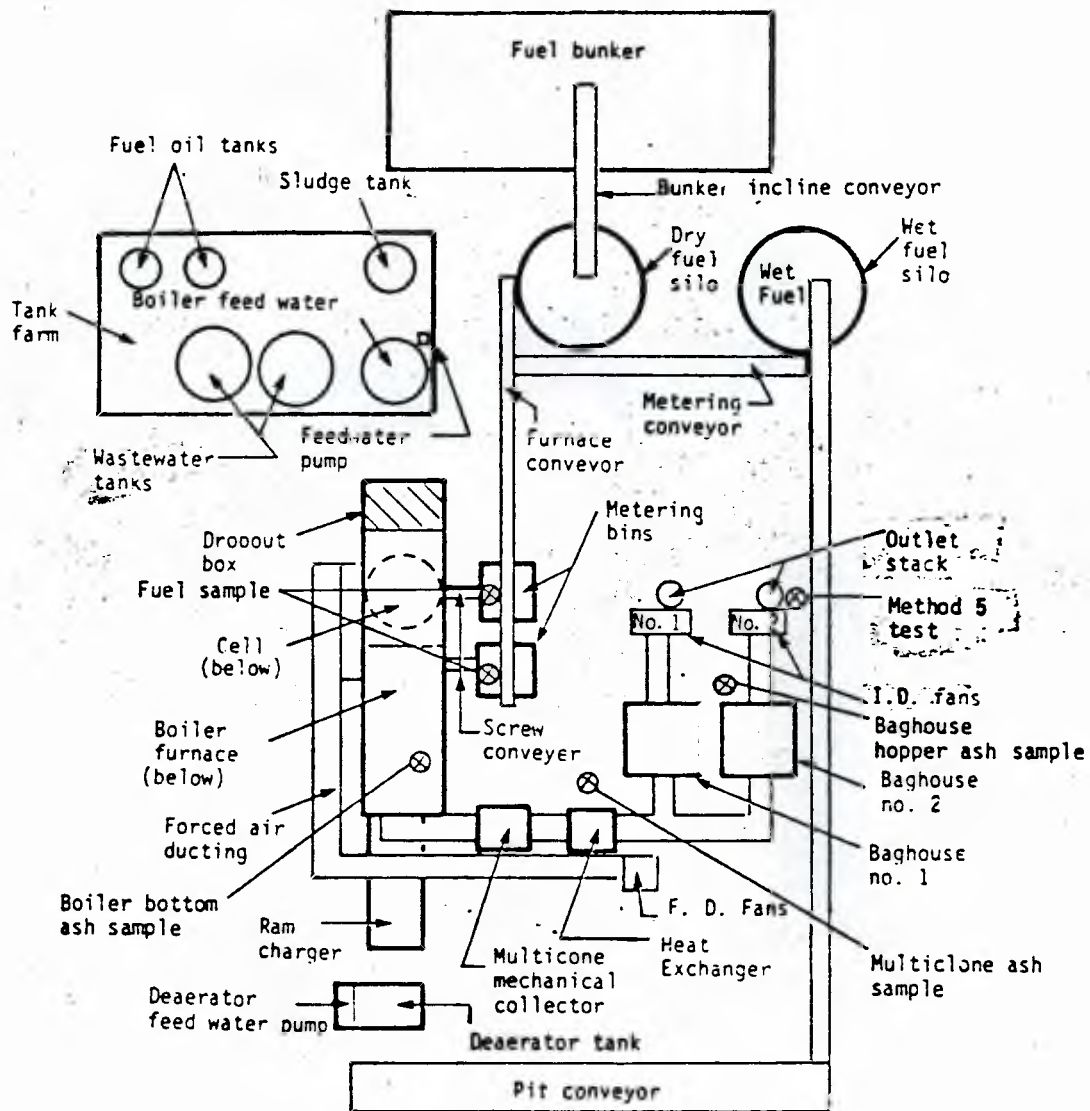 Fuel bunker
Fuel oil tanks
Sludge tank
Bunker incline conveyor
Dry
fuel
silo
Wet
fuel
silo
Wet
Fuel
Boiler feed water
Tank
farm
Metering
conveyor
Feedwater
pump
Furnace
conveyor
Wastewater
tanks
Metering
bins
Dropout
box
Outlet
stack
Fuel sample
Method 5
test
No. 1
No.
Cell
(below)
I.D. fans
Screw
conveyer
Baghouse
hopper ash sample
Boiler
furnace
(below)
Baghouse
no. 2
Forced air
ducting
Baghouse
no. 1
Boiler bottom
ash sample
F. D. Fans
Ram
charger
Heat
Exchanger
Multicone
mechanical
collector
Multiclone ash
sample
Deaerator
feed water pump
Deaerator tank
Pit conveyor